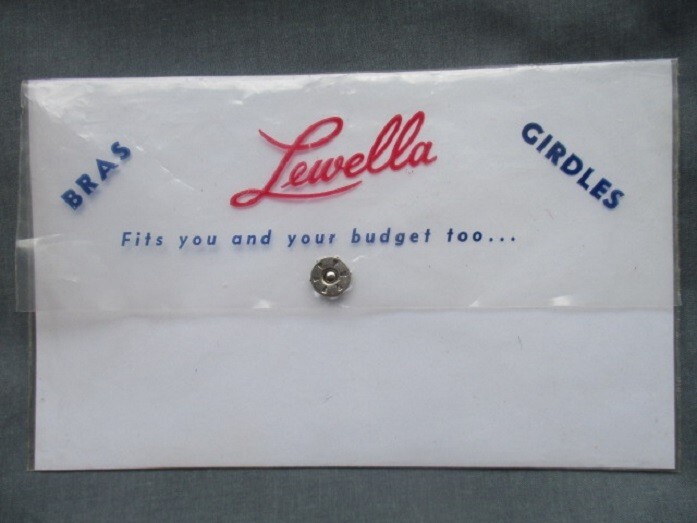 BRAS
Lewella
GIRDLES
Fits you and your budget too...